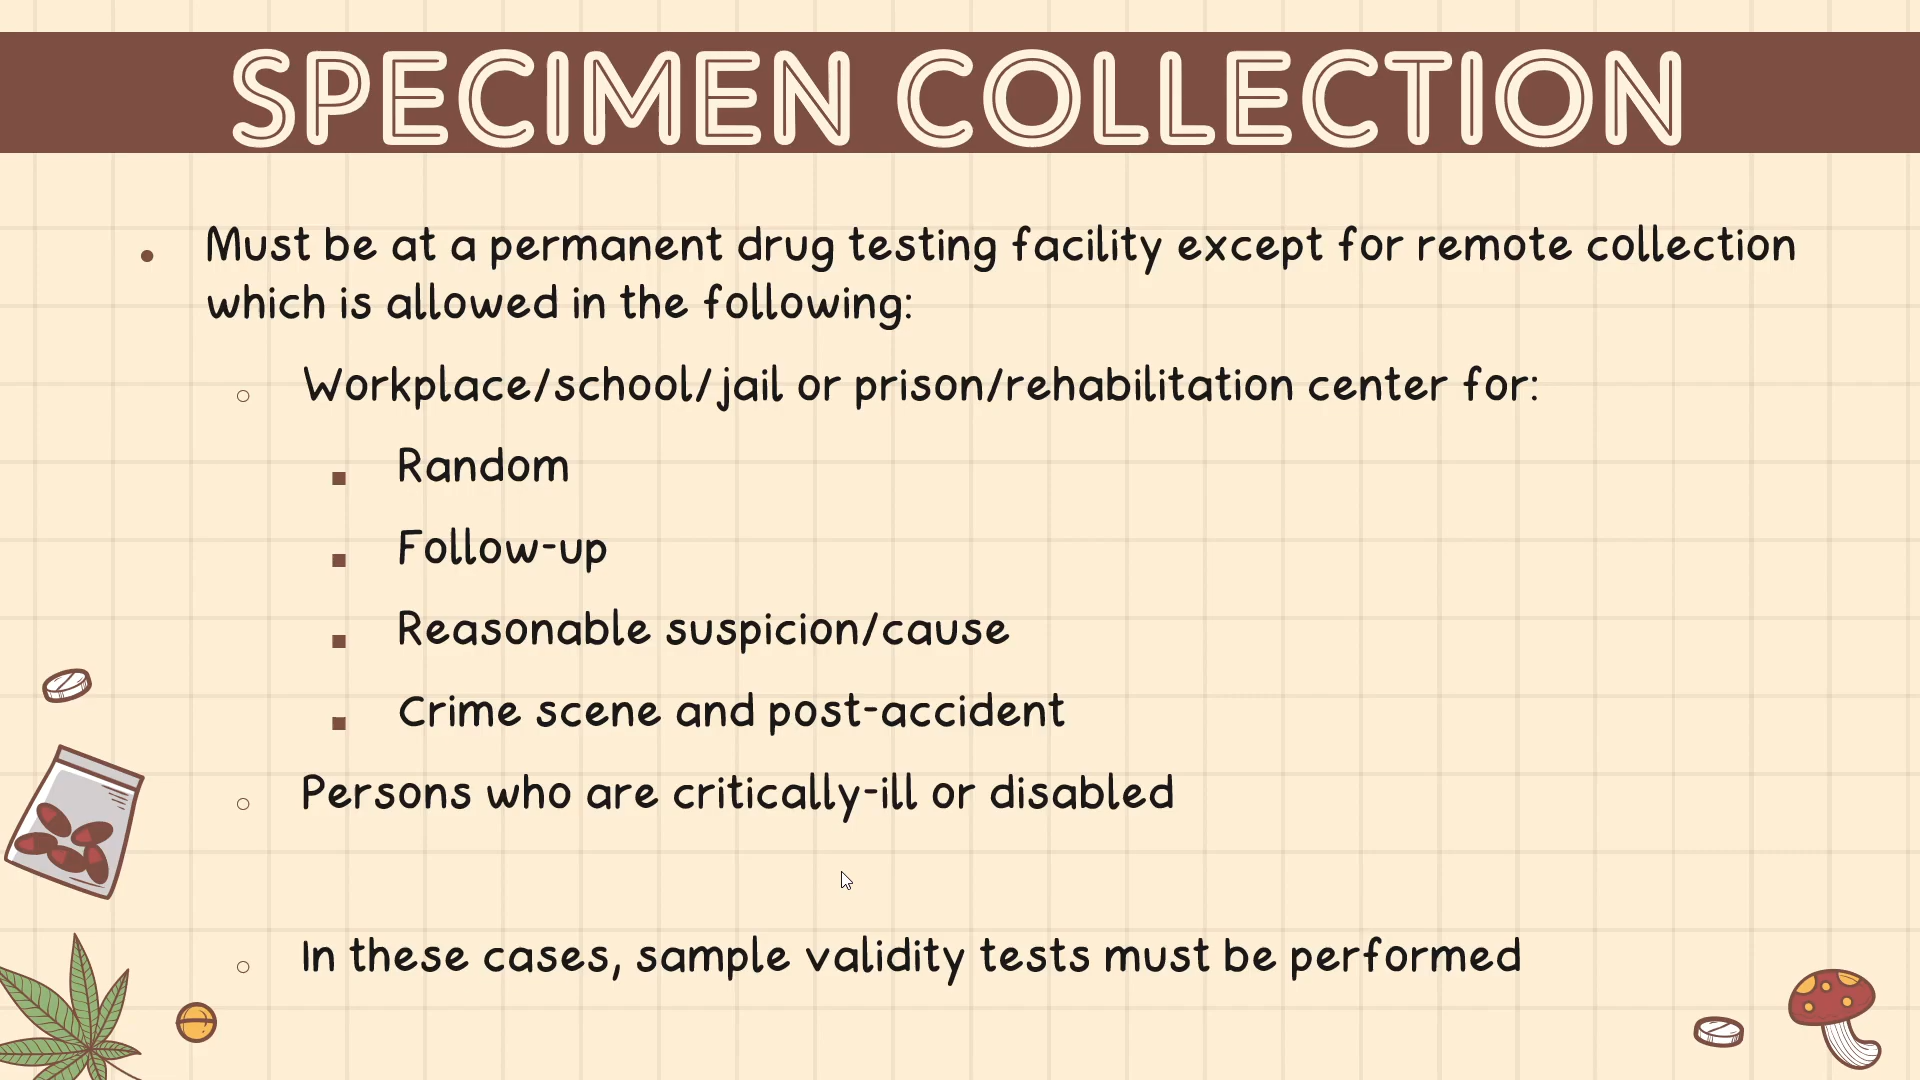 SPECIMEN COLLECTION
• Must be at a permanent drug testing facility except for remote collection
which is allowed in the following:
○ Workplace/school/jail or prison/rehabilitation center for:
■ Random
■ Follow-up
■ Reasonable suspicion/cause
■ Crime scene and post-accident
○ Persons who are critically-ill or disabled
○ In these cases, sample validity tests must be performed